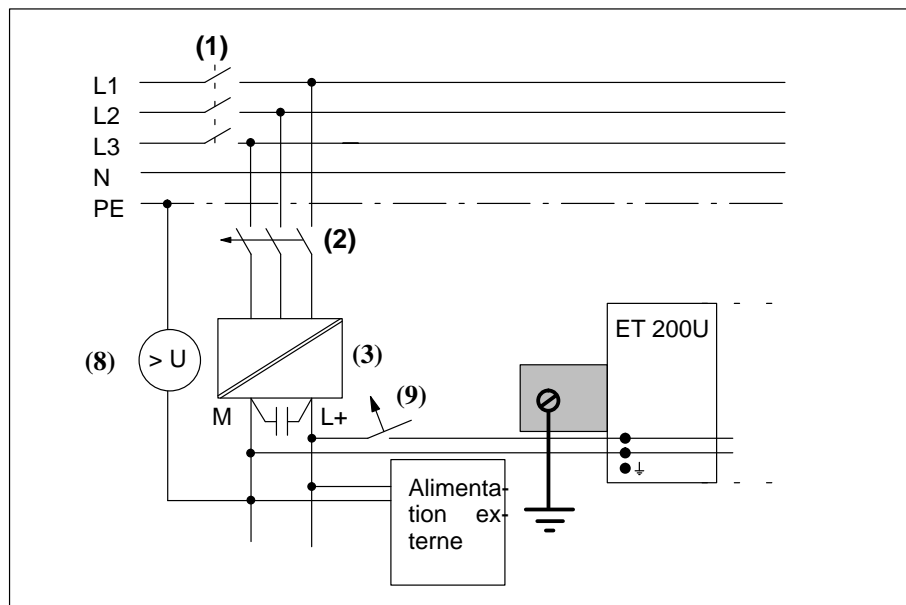 (1)
L1
L2
L3
N
PE
(2)
ET 200U
(8)
> U
(3)
(9)
M
L+
Alimenta-
tion ex-
terne